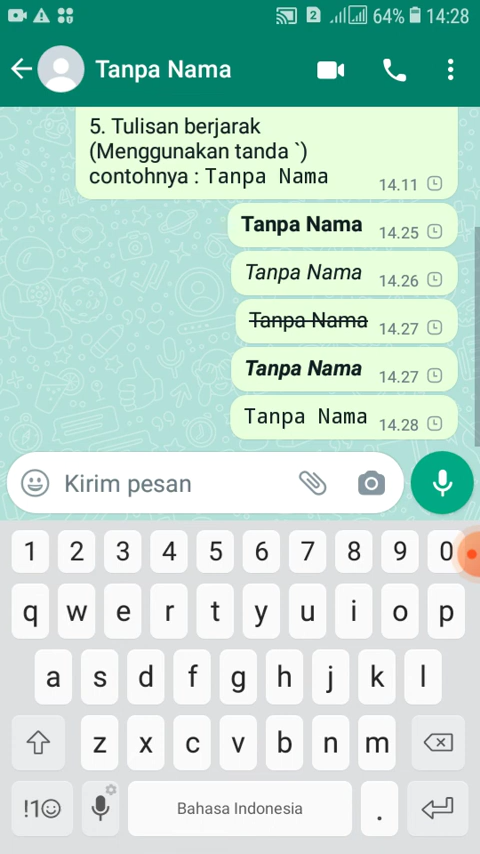 2 64% 14:28
Tanpa Nama
5. Tulisan berjarak
(Menggunakan tanda `)
contohnya : Tanpa Nama 14.11
Tanpa Nama 14.25
Tanpa Nama 14.26
Tanpa Nama 14.27
Tanpa Nama 14.27
Tanpa Nama 14.28
Kirim pesan
1 2 3 4 5 6 7 8 9 0
q w e r t y u i o p
a s d f g h j k l
z x c v b n m
!1☺ Bahasa Indonesia .